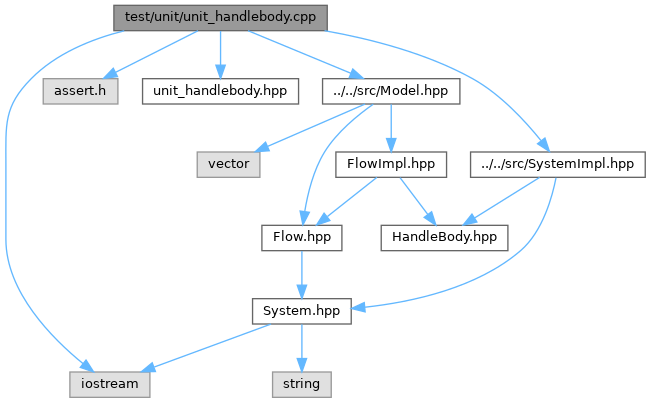 test/unit/unit_handlebody.cpp
assert.h
unit_handlebody.hpp
../../src/Model.hpp
vector
FlowImpl.hpp
../../src/SystemImpl.hpp
Flow.hpp
HandleBody.hpp
System.hpp
iostream
string